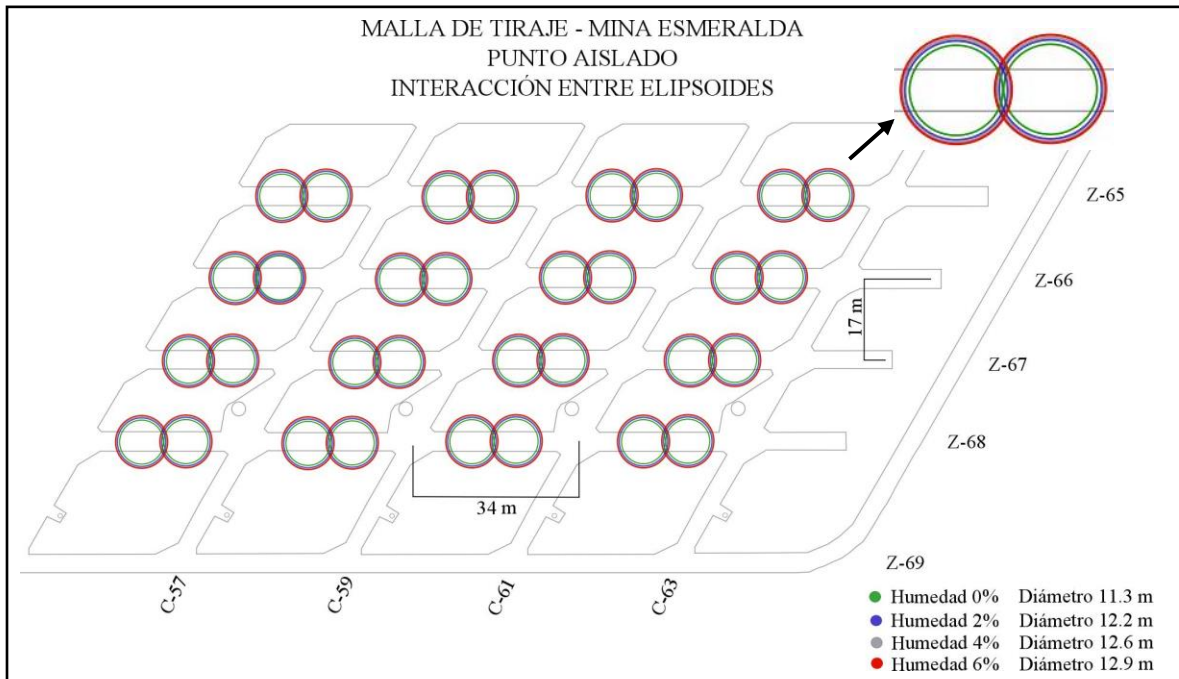 MALLA DE TIRAJE - MINA ESMERALDA
PUNTO AISLADO
INTERACCIÓN ENTRE ELIPSOIDES
Z-65
Z-66
17 m
Z-67
Z-68
34 m
Z-69
C-57
C-59
C-61
C-63
Humedad 0% Diámetro 11.3 m
Humedad 2% Diámetro 12.2 m
Humedad 4% Diámetro 12.6 m
Humedad 6% Diámetro 12.9 m